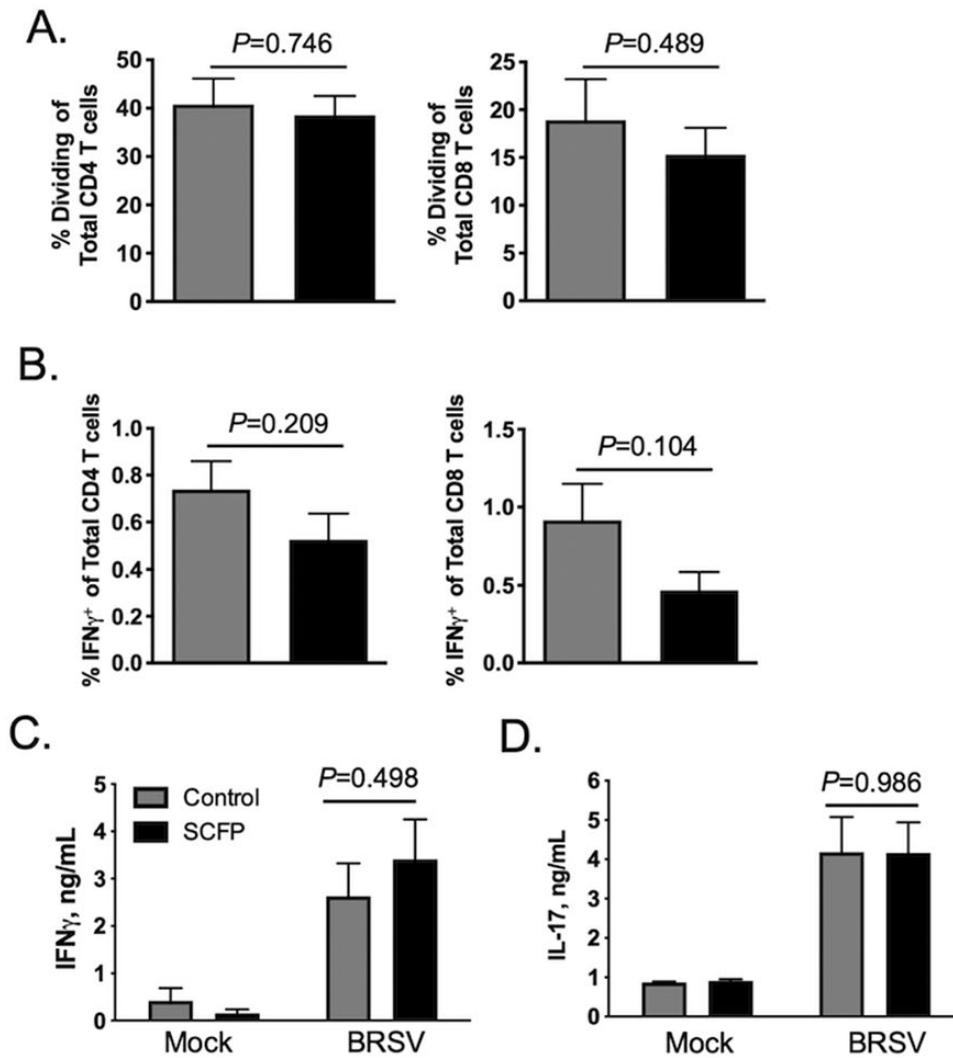 A.
P=0.746
% Dividing of
Total CD4 T cells
50
40
30
20
10
0
P=0.489
% Dividing of
Total CD8 T cells
25
20
15
10
5
0
B.
P=0.209
% IFNγ⁺ of Total CD4 T cells
1.0
0.8
0.6
0.4
0.2
0.0
P=0.104
% IFNγ⁺ of Total CD8 T cells
1.5
1.0
0.5
0.0
C.
P=0.498
Control
SCFP
IFNγ, ng/mL
5
4
3
2
1
0
Mock BRSV
D.
P=0.986
IL-17, ng/mL
6
5
4
3
2
1
0
Mock BRSV